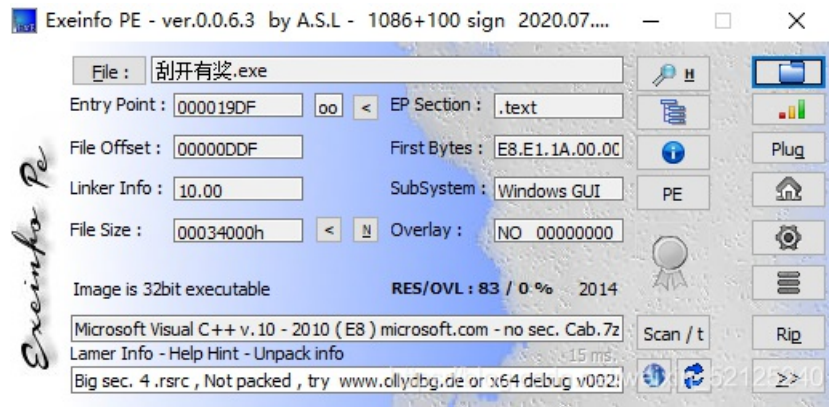 Exeinfo PE - ver.0.0.6.3 by A.S.L - 1086+100 sign 2020.07....
File : 刮开有奖.exe H
Entry Point : 000019DF oo < EP Section : .text
File Offset : 00000DDF First Bytes : E8.E1.1A.00.00 Plug
Linker Info : 10.00 SubSystem : Windows GUI PE
File Size : 00034000h < N Overlay : NO 00000000
Image is 32bit executable RES/OVL : 83 / 0 % 2014
Microsoft Visual C++ v.10 - 2010 ( E8 ) microsoft.com - no sec. Cab.7z Scan / t Rip
Lamer Info - Help Hint - Unpack info 15 ms.
Big sec. 4 .rsrc , Not packed , try www.ollydbg.de or x64 debug v002 >>
Exeinfo Pe